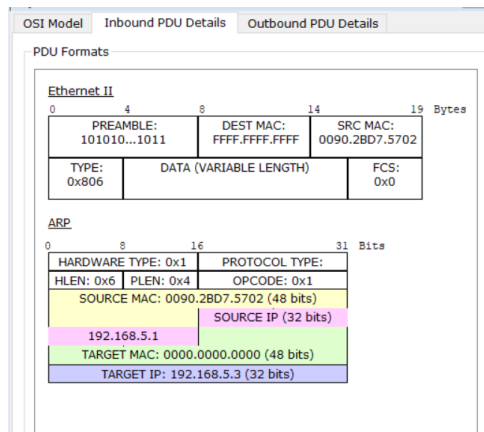 OSI Model Inbound PDU Details Outbound PDU Details
PDU Formats
Ethernet II
0 4 8 14 19 Bytes
PREAMBLE: DEST MAC: SRC MAC:
101010...1011 FFFF.FFFF.FFFF 0090.2BD7.5702
TYPE: DATA (VARIABLE LENGTH) FCS:
0x806 0x0
ARP
0 8 16 31 Bits
HARDWARE TYPE: 0x1 PROTOCOL TYPE:
HLEN: 0x6 PLEN: 0x4 OPCODE: 0x1
SOURCE MAC: 0090.2BD7.5702 (48 bits)
SOURCE IP (32 bits)
192.168.5.1
TARGET MAC: 0000.0000.0000 (48 bits)
TARGET IP: 192.168.5.3 (32 bits)